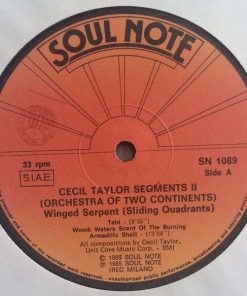 SOUL NOTE
33 rpm
S.I.A.E.
SN 1089
Side A
CECIL TAYLOR SEGMENTS II
(ORCHESTRA OF TWO CONTINENTS)
Winged Serpent (Sliding Quadrants)
Taht - (8'50")
Womb Waters Scent Of The Burning
Armadillo Shell - (13'04")
All compositions by Cecil Taylor,
Unit Core Music Corp. - BMI
℗ 1985 SOUL NOTE
© 1985 SOUL NOTE
IREC MILANO